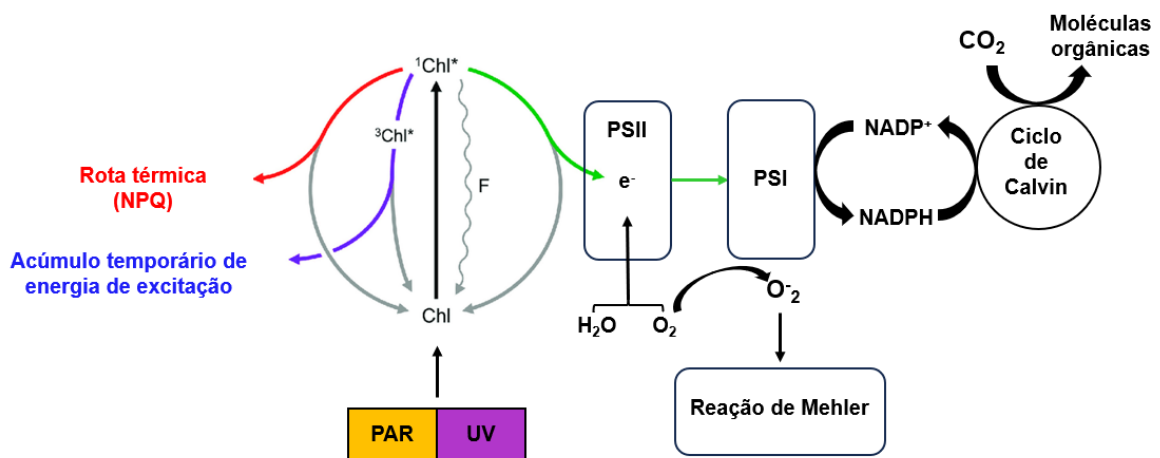 ¹Chl*
³Chl*
F
Chl
Rota térmica
(NPQ)
Acúmulo temporário de
energia de excitação
PAR
UV
PSII
e⁻
PSI
H₂O
O₂
O⁻₂
Reação de Mehler
NADP⁺
NADPH
CO₂
Moléculas
orgânicas
Ciclo
de
Calvin